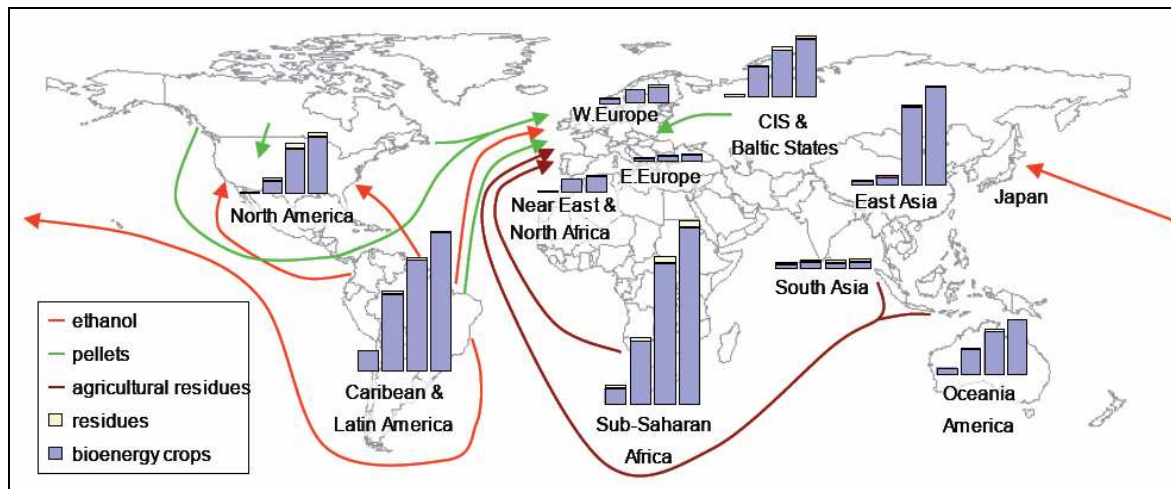 W.Europe
CIS &
Baltic States
E.Europe
North America
Near East &
North Africa
East Asia
Japan
South Asia
Caribean &
Latin America
Sub-Saharan
Africa
Oceania
America
ethanol
pellets
agricultural residues
residues
bioenergy crops